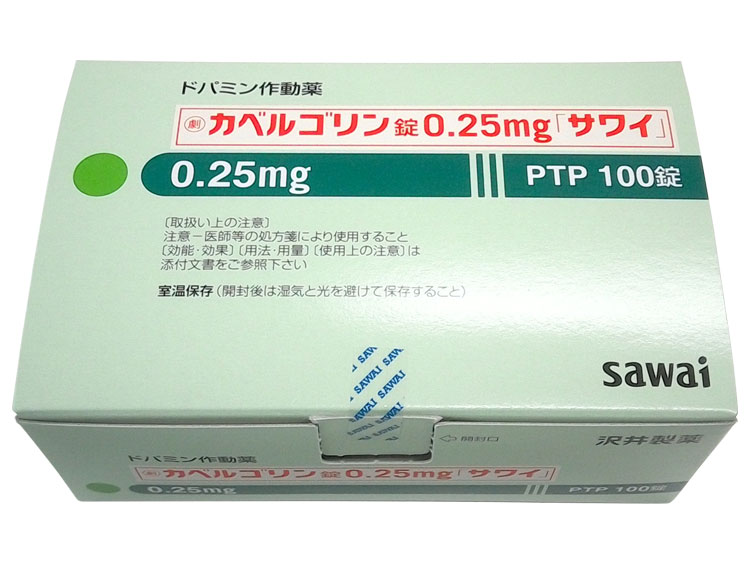 ドパミン作動薬
劇 カベルゴリン錠0.25mg「サワイ」
0.25mg PTP 100錠
〔取扱い上の注意〕
注意－医師等の処方箋により使用すること
〔効能・効果〕〔用法・用量〕〔使用上の注意〕は
添付文書をご参照下さい
室温保存（開封後は湿気と光を避けて保存すること）
sawai
SAWAI SAWAI
SAWAI SAWAI
SAWAI SAWAI
SAWAI SAWAI
開封口 沢井製薬
ドパミン作動薬
劇 カベルゴリン錠0.25mg「サワイ」
0.25mg PTP 100錠